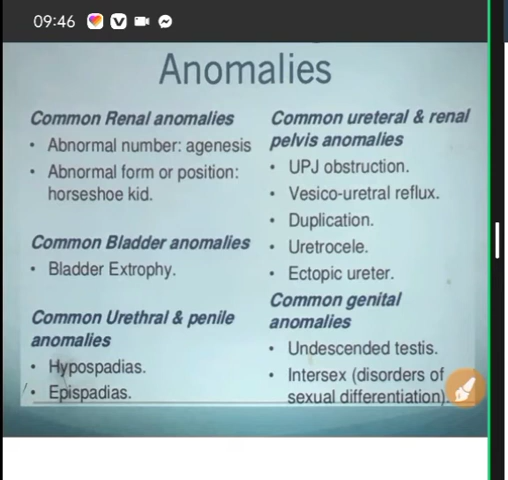 09:46
Anomalies
Common Renal anomalies
• Abnormal number: agenesis
• Abnormal form or position:
horseshoe kid.
Common Bladder anomalies
• Bladder Extrophy.
Common Urethral & penile
anomalies
• Hypospadias.
• Epispadias.
Common ureteral & renal
pelvis anomalies
• UPJ obstruction.
• Vesico-uretral reflux.
• Duplication.
• Uretrocele.
• Ectopic ureter.
Common genital
anomalies
• Undescended testis.
• Intersex (disorders of
sexual differentiation).